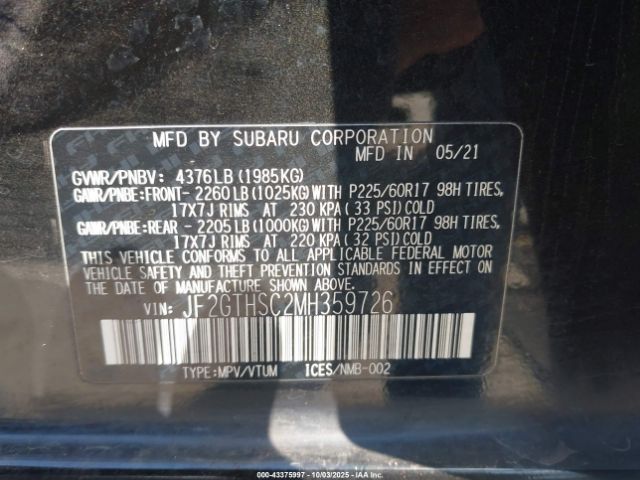 MFD BY SUBARU CORPORATION
MFD IN 05/21
GVWR/PNBV: 4376LB(1985KG)
GAWR/PNBE:FRONT- 2260LB(1025KG)WITH P225/60R17 98H TIRES,
17X7J RIMS AT 230 KPA(33 PSI)COLD
GAWR/PNBE:REAR - 2205LB(1000KG)WITH P225/60R17 98H TIRES,
17X7J RIMS AT 220 KPA(32 PSI)COLD
THIS VEHICLE CONFORMS TO ALL APPLICABLE FEDERAL MOTOR
VEHICLE SAFETY AND THEFT PREVENTION STANDARDS IN EFFECT
ON THE DATE OF MANUFACTURE SHOWN ABOVE.
VIN: JF2GTHSC2MH359726
TYPE:MPV/VTUM ICES/NMB-002
000-43375997 - 10/03/2025 - IAA Inc.